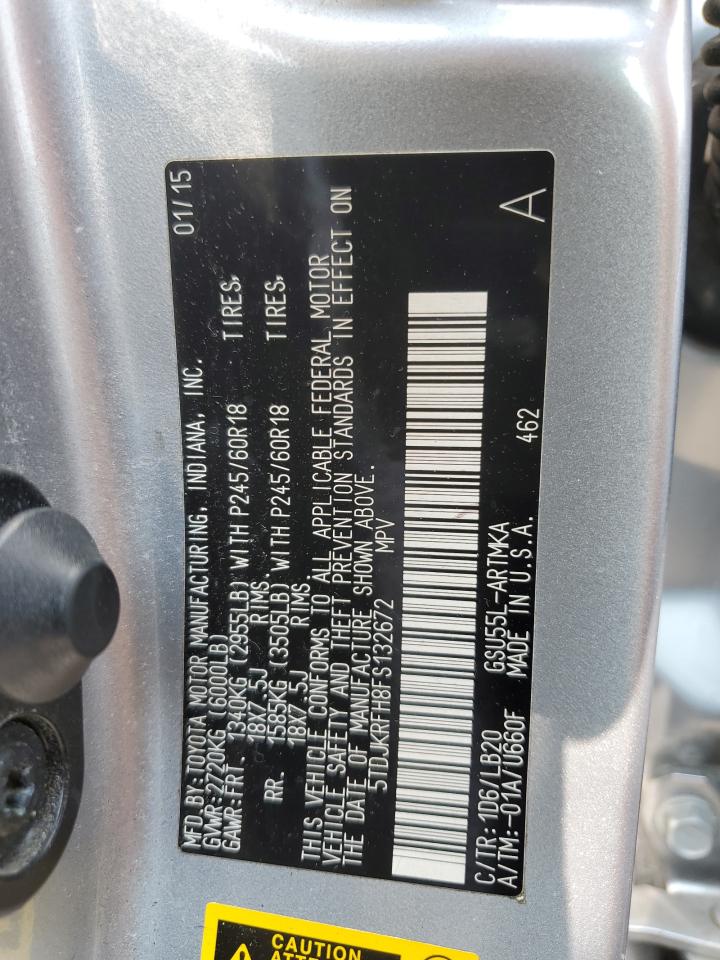 MFD. BY: TOYOTA MOTOR MANUFACTURING, INDIANA, INC. 01/15
GVWR: 2720KG (6000LB)
GAWR: FRT. 1340KG (2955LB) WITH P245/60R18 TIRES,
18X7.5J RIMS.
RR. 1585KG (3505LB) WITH P245/60R18 TIRES,
18X7.5J RIMS.
THIS VEHICLE CONFORMS TO ALL APPLICABLE FEDERAL MOTOR
VEHICLE SAFETY AND THEFT PREVENTION STANDARDS IN EFFECT ON
THE DATE OF MANUFACTURE SHOWN ABOVE.
5TDJKRFH8FS132672 MPV
C/TR: 1D6/LB20 GSU55L-ARTMKA 462 A
A/TM: -01A/U660F MADE IN U.S.A.
CAUTION